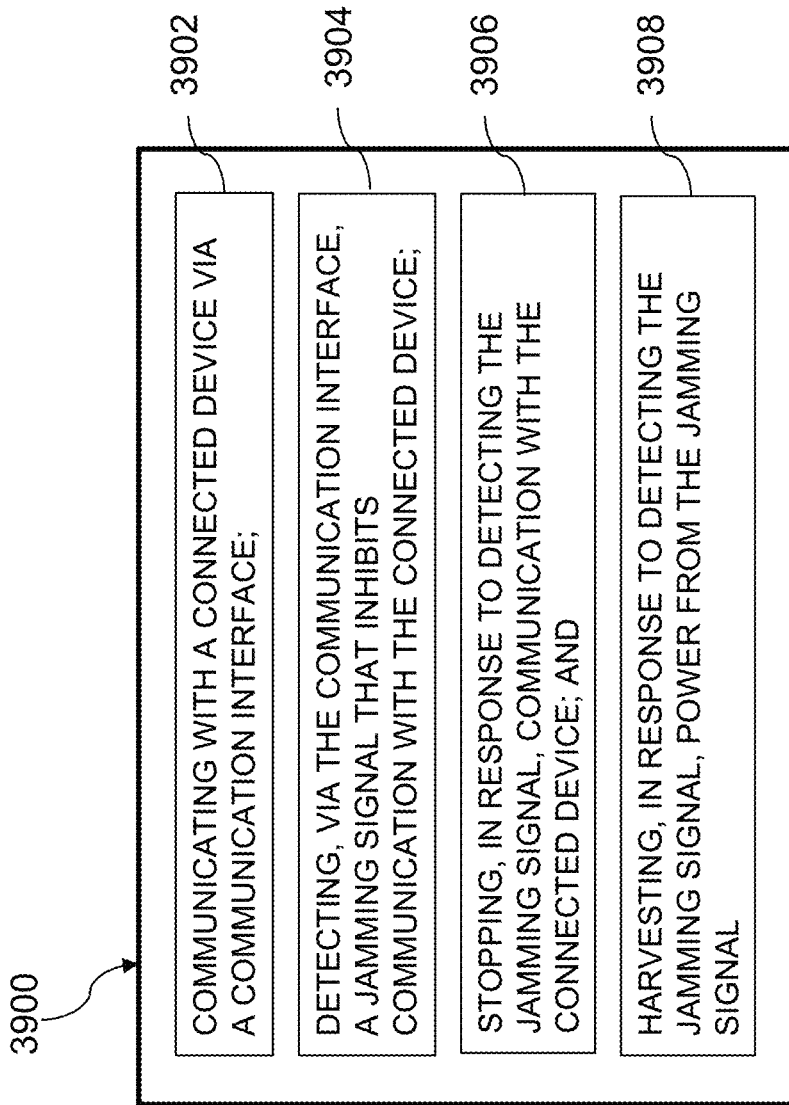 3900
COMMUNICATING WITH A CONNECTED DEVICE VIA
A COMMUNICATION INTERFACE;
3902
DETECTING, VIA THE COMMUNICATION INTERFACE,
A JAMMING SIGNAL THAT INHIBITS
COMMUNICATION WITH THE CONNECTED DEVICE;
3904
STOPPING, IN RESPONSE TO DETECTING THE
JAMMING SIGNAL, COMMUNICATION WITH THE
CONNECTED DEVICE; AND
3906
HARVESTING, IN RESPONSE TO DETECTING THE
JAMMING SIGNAL, POWER FROM THE JAMMING
SIGNAL
3908